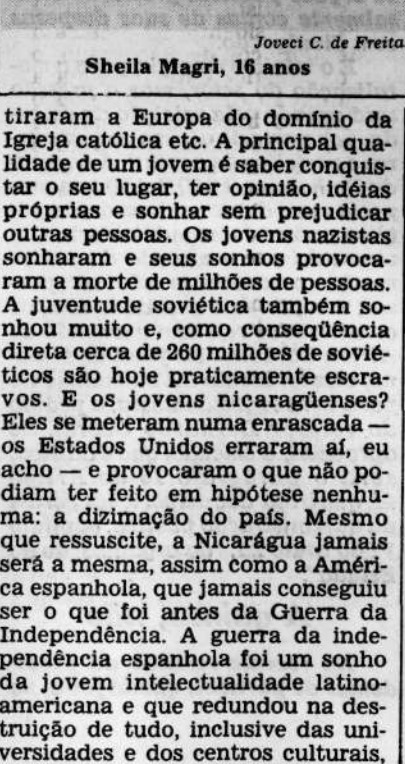 Joveci C. de Freita
Sheila Magri, 16 anos
tiraram a Europa do domínio da
Igreja católica etc. A principal qua-
lidade de um jovem é saber conquis-
tar o seu lugar, ter opinião, idéias
próprias e sonhar sem prejudicar
outras pessoas. Os jovens nazistas
sonharam e seus sonhos provoca-
ram a morte de milhões de pessoas.
A juventude soviética também so-
nhou muito e, como conseqüência
direta cerca de 260 milhões de sovié-
ticos são hoje praticamente escra-
vos. E os jovens nicaragüenses?
Eles se meteram numa enrascada —
os Estados Unidos erraram aí, eu
acho — e provocaram o que não po-
diam ter feito em hipótese nenhu-
ma: a dizimação do país. Mesmo
que ressuscite, a Nicarágua jamais
será a mesma, assim como a Améri-
ca espanhola, que jamais conseguiu
ser o que foi antes da Guerra da
Independência. A guerra da inde-
pendência espanhola foi um sonho
da jovem intelectualidade latino-
americana e que redundou na des-
truição de tudo, inclusive das uni-
versidades e dos centros culturais,